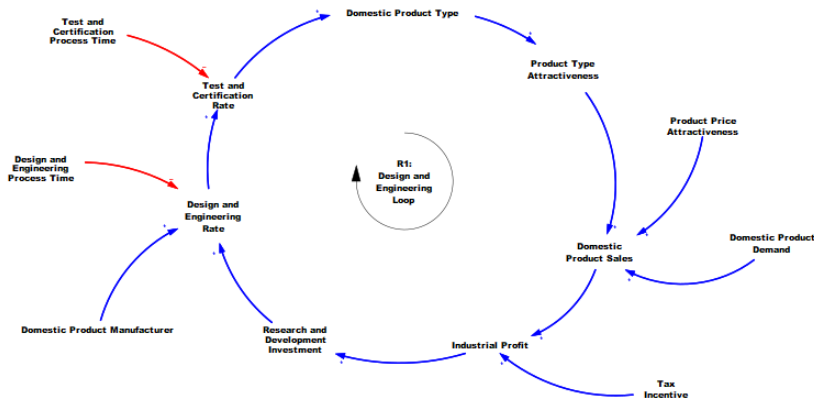 Test and
Certification
Process Time
Domestic Product Type
Product Type
Attractiveness
Test and
Certification
Rate
Product Price
Attractiveness
R1:
Design and
Engineering
Loop
Design and
Engineering
Process Time
Design and
Engineering
Rate
Domestic Product
Demand
Domestic
Product Sales
Domestic Product Manufacturer
Research and
Development
Investment
Industrial Profit
Tax
Incentive